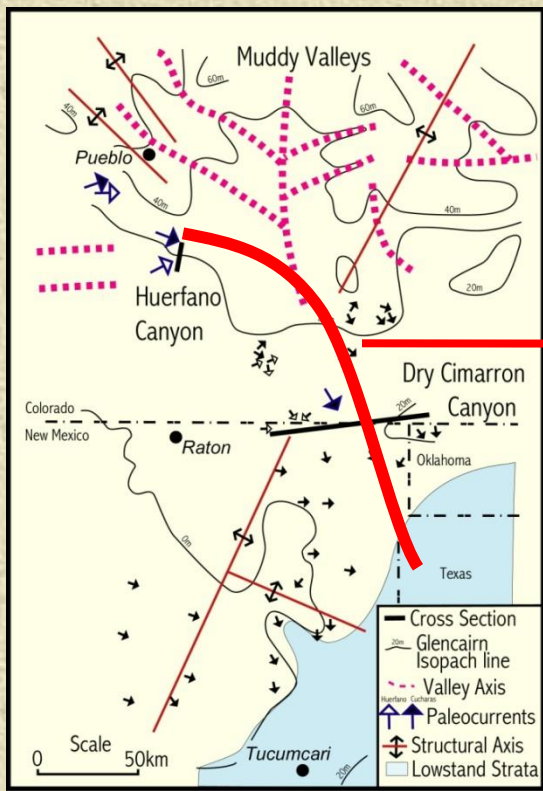 Muddy Valleys
60m
60m
40m
Pueblo
40m
40m
20m
Huerfano
Canyon
Dry Cimarron
Canyon
20m
Colorado
New Mexico
Raton
Oklahoma
0m
Texas
Cross Section
20m
Glencairn
Isopach line
Valley Axis
Huerfano
Cucharas
Paleocurrents
Structural Axis
Lowstand Strata
Scale
0
50km
Tucumcari
20m